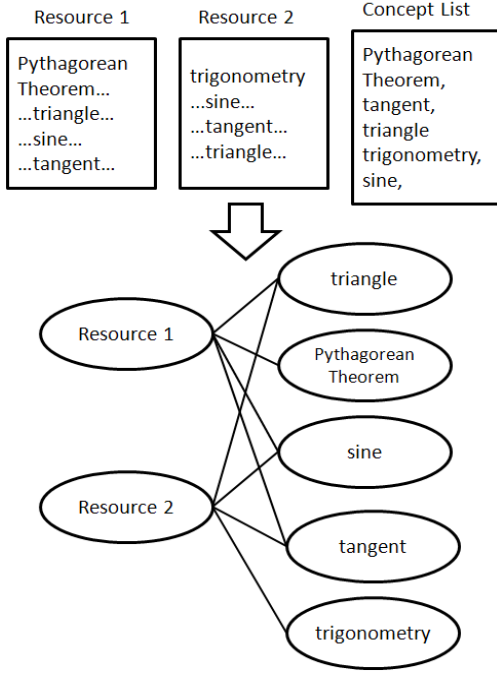 Resource 1
Resource 2
Concept List
Pythagorean
Theorem...
...triangle...
...sine...
...tangent...
trigonometry
...sine...
...tangent...
...triangle...
Pythagorean
Theorem,
tangent,
triangle
trigonometry,
sine,
triangle
Resource 1
Pythagorean
Theorem
sine
Resource 2
tangent
trigonometry